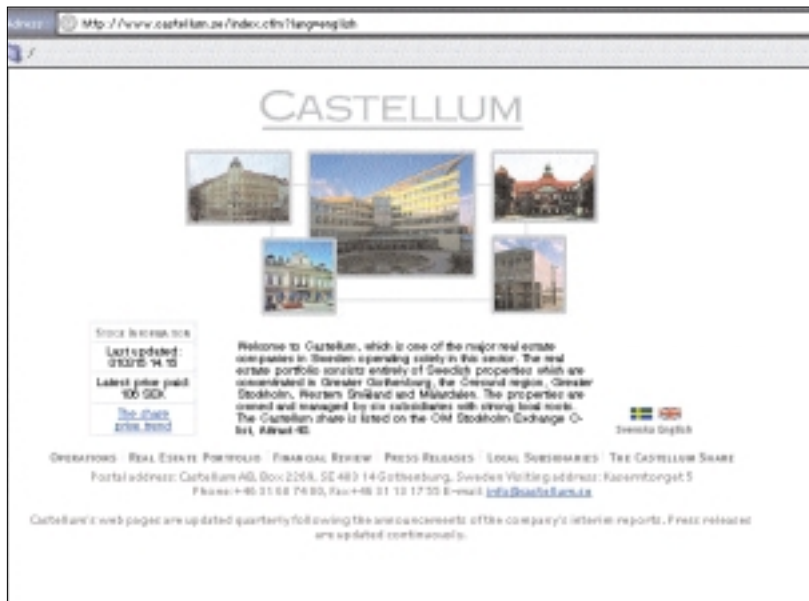 Adress:
http://www.castellum.se/index.cfm?lang=english
CASTELLUM
STOCK INFORMATION
Last updated:
010315 14.15
Latest price paid:
106 SEK
The share
price trend
Welcome to Castellum, which is one of the major real estate
companies in Sweden operating solely in this sector. The real
estate portfolio consists entirely of Swedish properties which are
concentrated in Greater Gothenburg, the Öresund region, Greater
Stockholm, Western Småland and Mälardalen. The properties are
owned and managed by six subsidiaries with strong local roots.
The Castellum share is listed on the OM Stockholm Exchange O-
list, Attract 40.
Svenska English
OPERATIONS REAL ESTATE PORTFOLIO FINANCIAL REVIEW PRESS RELEASES LOCAL SUBSIDIARIES THE CASTELLUM SHARE
Postal address: Castellum AB, Box 2269, SE 403 14 Gothenburg, Sweden Visiting address: Kaserntorget 5
Phone: +46 31 60 74 00, Fax +46 31 13 17 55 E-mail: info@castellum.se
Castellum's web pages are updated quarterly following the announcements of the company's interim reports. Press releases
are updated continuously.